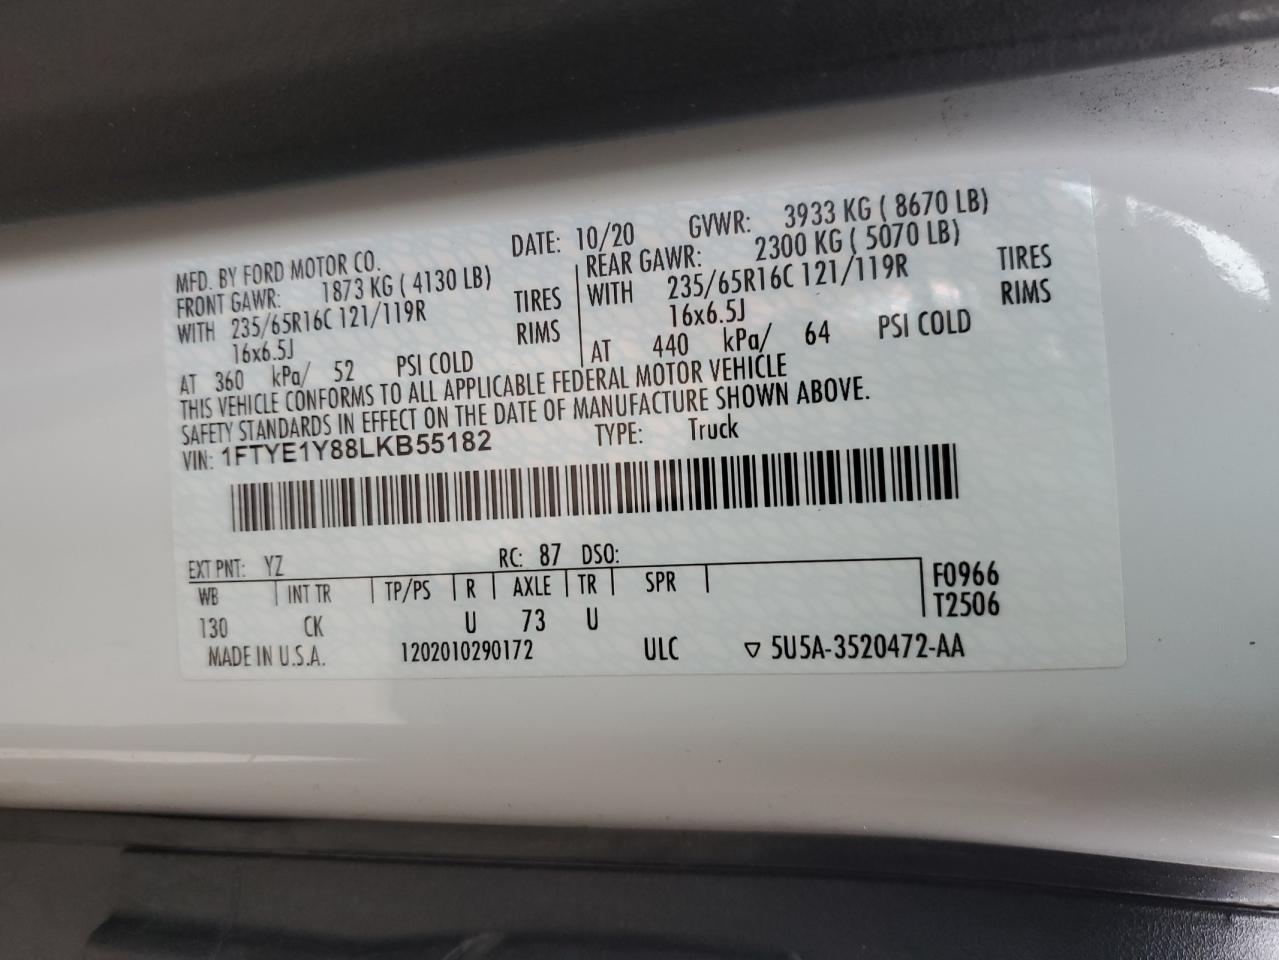 MFD. BY FORD MOTOR CO. DATE: 10/20 GVWR: 3933 KG ( 8670 LB)
FRONT GAWR: 1873 KG ( 4130 LB) REAR GAWR: 2300 KG ( 5070 LB)
WITH 235/65R16C 121/119R TIRES WITH 235/65R16C 121/119R TIRES
16x6.5J RIMS 16x6.5J RIMS
AT 360 kPa/ 52 PSI COLD AT 440 kPa/ 64 PSI COLD
THIS VEHICLE CONFORMS TO ALL APPLICABLE FEDERAL MOTOR VEHICLE
SAFETY STANDARDS IN EFFECT ON THE DATE OF MANUFACTURE SHOWN ABOVE.
VIN: 1FTYE1Y88LKB55182 TYPE: Truck
EXT PNT: YZ RC: 87 DSO:
WB INT TR TP/PS R AXLE TR SPR F0966
130 CK U 73 U T2506
MADE IN U.S.A. 1202010290172 ULC ▽ 5U5A-3520472-AA